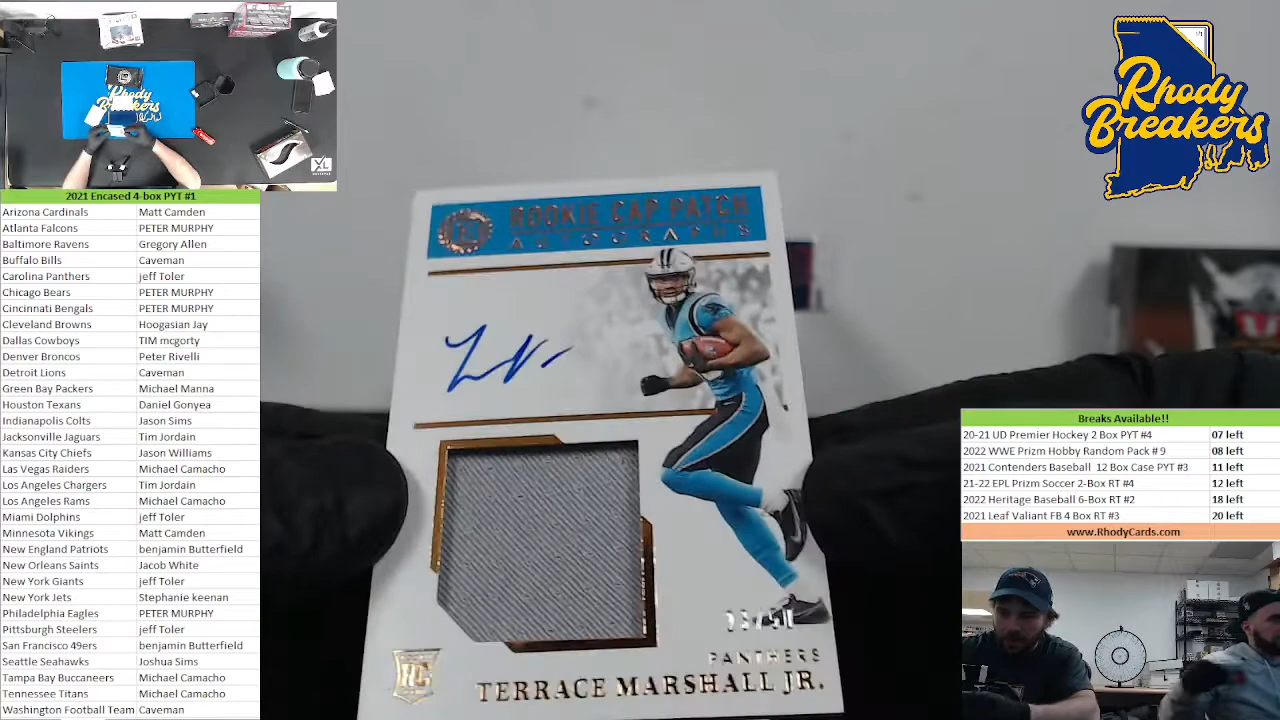 2021 Encased 4-box PYT #1
Arizona Cardinals Matt Camden
Atlanta Falcons PETER MURPHY
Baltimore Ravens Gregory Allen
Buffalo Bills Caveman
Carolina Panthers jeff Toler
Chicago Bears PETER MURPHY
Cincinnati Bengals PETER MURPHY
Cleveland Browns Hoogasian Jay
Dallas Cowboys TIM mcgorty
Denver Broncos Peter Rivelli
Detroit Lions Caveman
Green Bay Packers Michael Manna
Houston Texans Daniel Gonyea
Indianapolis Colts Jason Sims
Jacksonville Jaguars Tim Jordain
Kansas City Chiefs Jason Williams
Las Vegas Raiders Michael Camacho
Los Angeles Chargers Tim Jordain
Los Angeles Rams Michael Camacho
Miami Dolphins jeff Toler
Minnesota Vikings Matt Camden
New England Patriots benjamin Butterfield
New Orleans Saints Jacob White
New York Giants jeff Toler
New York Jets Stephanie keenan
Philadelphia Eagles PETER MURPHY
Pittsburgh Steelers jeff Toler
San Francisco 49ers benjamin Butterfield
Seattle Seahawks Joshua Sims
Tampa Bay Buccaneers Michael Camacho
Tennessee Titans Michael Camacho
Washington Football Team Caveman
Rhody
Breakers
XL
ROOKIE CAP PATCH
AUTOGRAPHS
RC
PANTHERS
TERRACE MARSHALL JR.
Rhody
Breakers
Breaks Available!!
20-21 UD Premier Hockey 2 Box PYT #4 07 left
2022 WWE Prizm Hobby Random Pack # 9 08 left
2021 Contenders Baseball 12 Box Case PYT #3 11 left
21-22 EPL Prizm Soccer 2-Box RT #4 12 left
2022 Heritage Baseball 6-Box RT #2 18 left
2021 Leaf Valiant FB 4 Box RT #3 20 left
www.RhodyCards.com